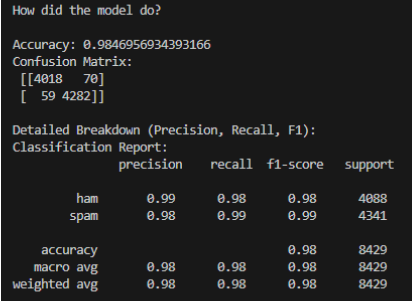 How did the model do?
Accuracy: 0.9846956934393166
Confusion Matrix:
[[4018 70]
[ 59 4282]]
Detailed Breakdown (Precision, Recall, F1):
Classification Report:
precision recall f1-score support
ham 0.99 0.98 0.98 4088
spam 0.98 0.99 0.99 4341
accuracy 0.98 8429
macro avg 0.98 0.98 0.98 8429
weighted avg 0.98 0.98 0.98 8429